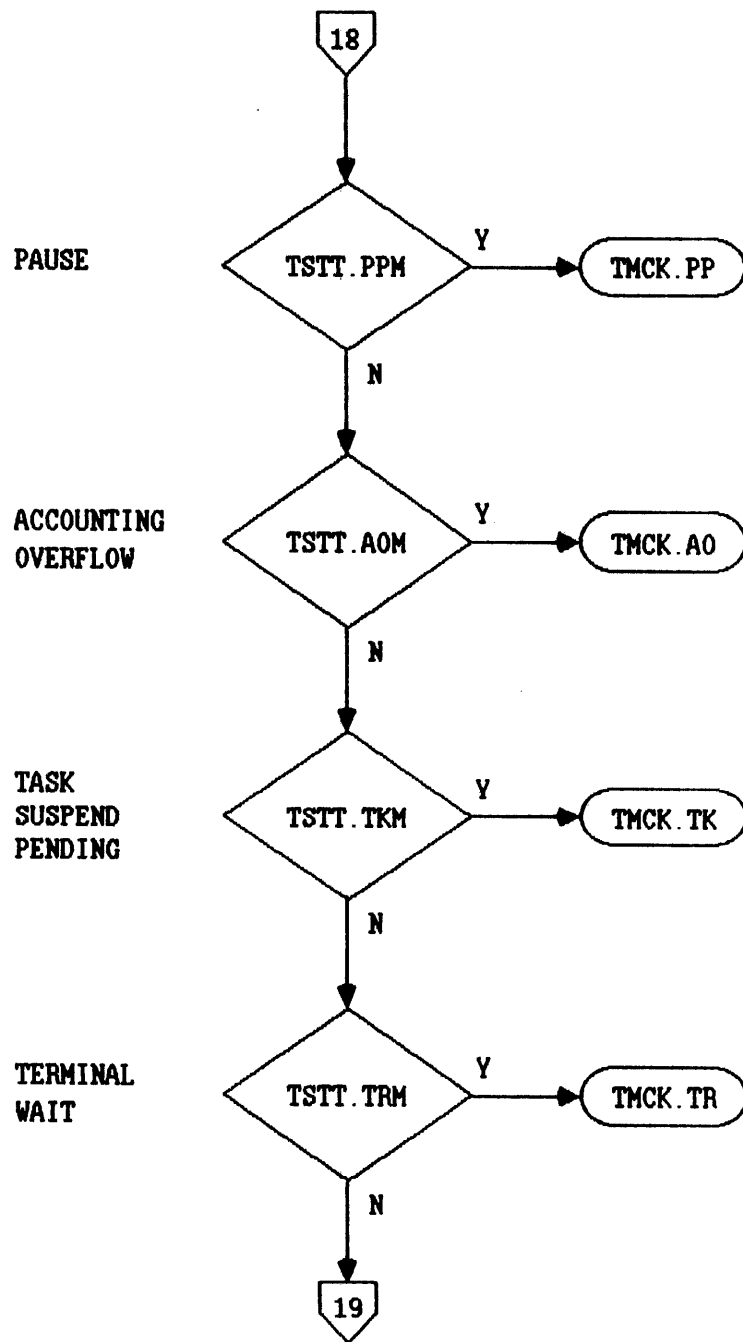 18
PAUSE
TSTT.PPM
Y
TMCK.PP
N
ACCOUNTING
OVERFLOW
TSTT.AOM
Y
TMCK.AO
N
TASK
SUSPEND
PENDING
TSTT.TKM
Y
TMCK.TK
N
TERMINAL
WAIT
TSTT.TRM
Y
TMCK.TR
N
19